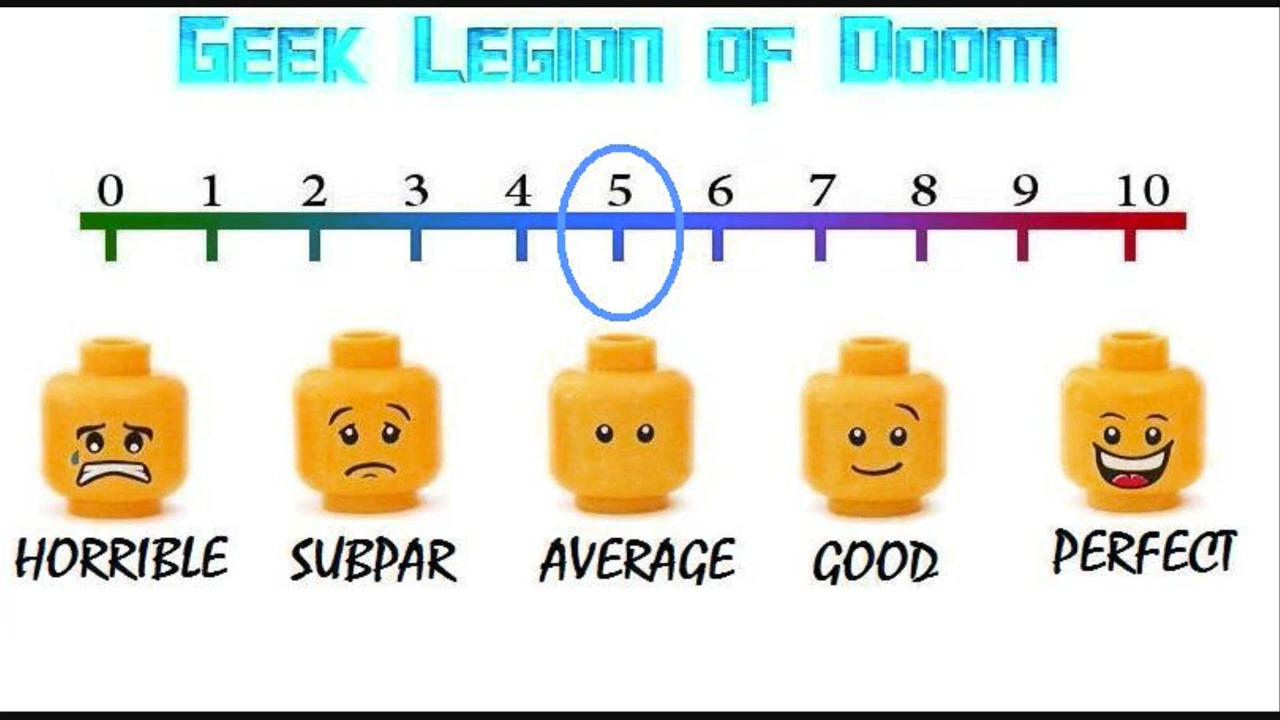 Geek Legion of Doom
0 1 2 3 4 5 6 7 8 9 10
HORRIBLE SUBPAR AVERAGE GOOD PERFECT